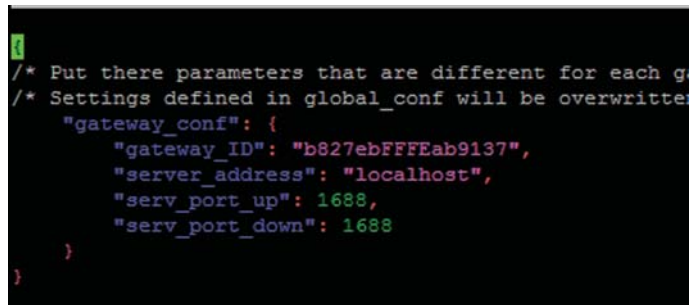 {
/* Put there parameters that are different for each
/* Settings defined in global_conf will be
"gateway_conf": {
"gateway_ID": "b827ebFFFEab9137",
"server_address": "localhost",
"serv_port_up": 1688,
"serv_port_down": 1688
}
}